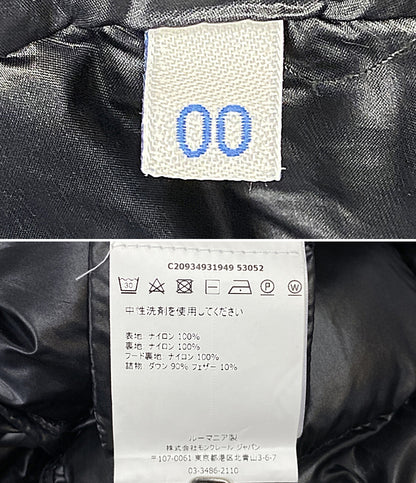 00
C20934931949 53052
30
P
W
中性洗剤を使用してください
表地: ナイロン 100%
裏地: ナイロン 100%
フード裏地: ナイロン 100%
詰物: ダウン 90% フェザー 10%
ルーマニア製
株式会社モンクレール ジャパン
〒107-0061 東京都港区北青山3-6-7
03-3486-2110